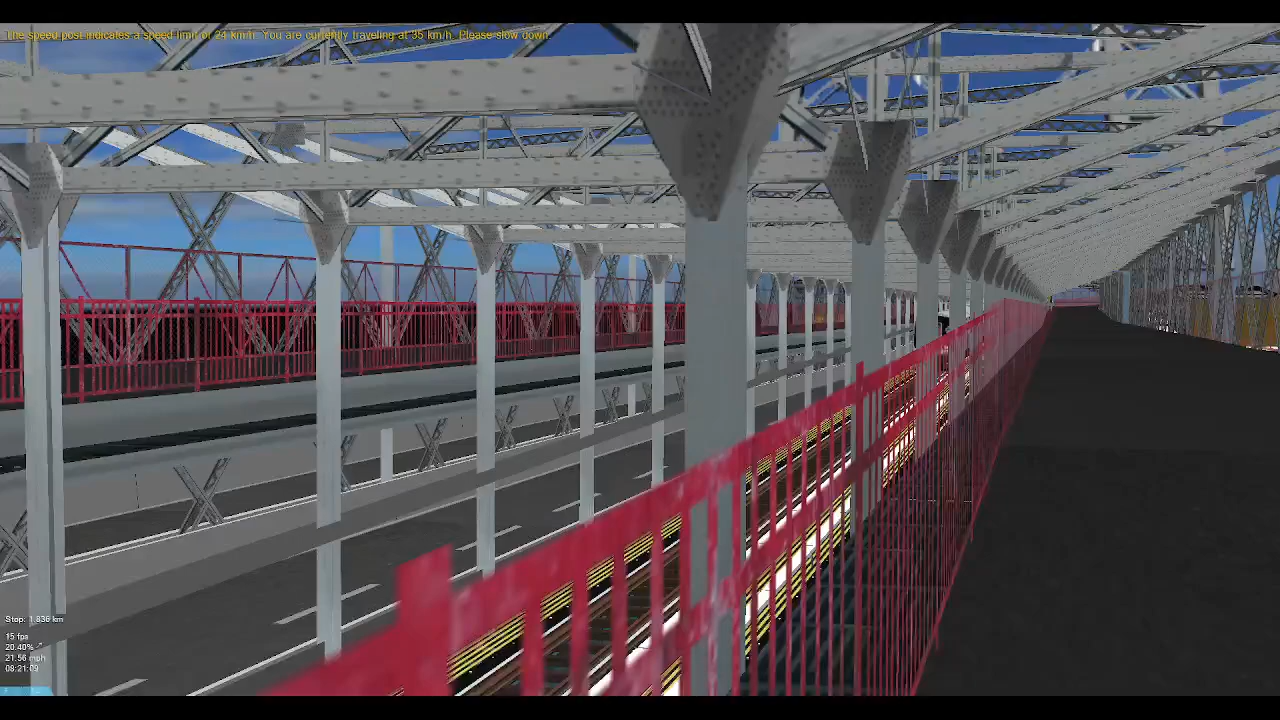 The speed post indicates a speed limit of 24 km/h. You are currently traveling at 35 km/h. Please slow down.
Stop: 1.836 km
15 fps
20.40%
21.56 mph
08:21:09